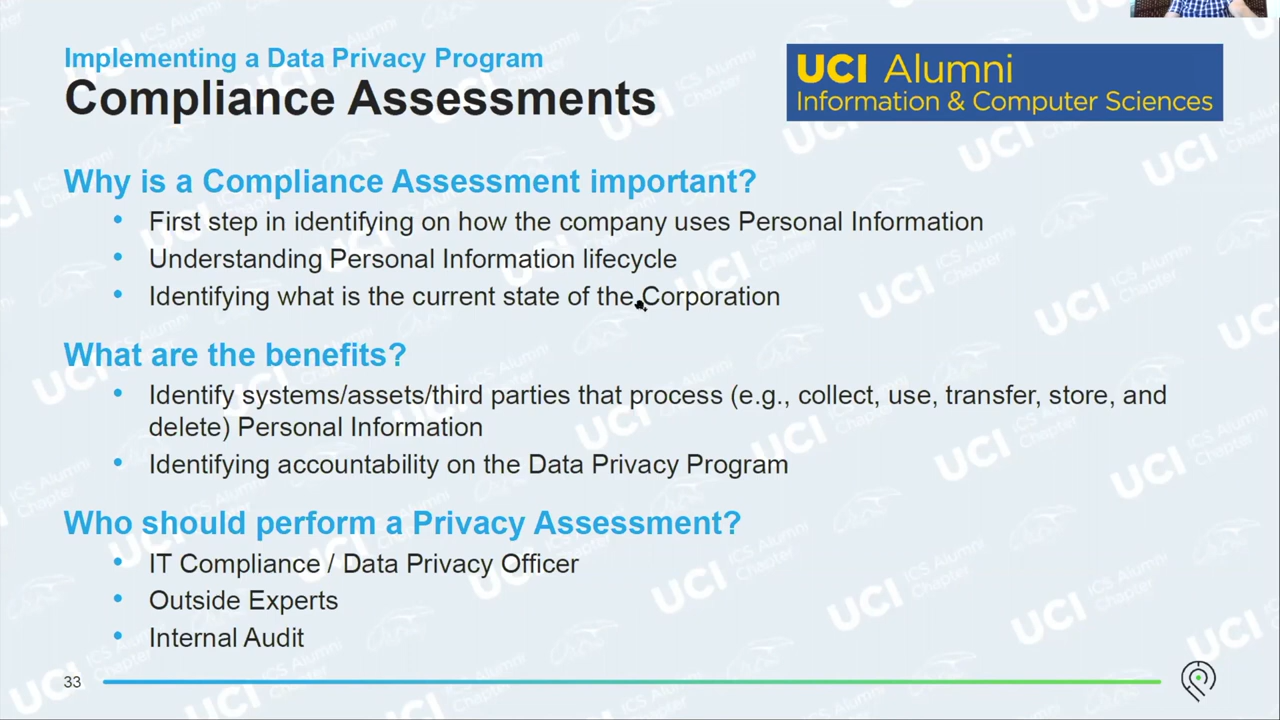 Implementing a Data Privacy Program
Compliance Assessments
UCI Alumni
Information & Computer Sciences
Why is a Compliance Assessment important?
• First step in identifying on how the company uses Personal Information
• Understanding Personal Information lifecycle
• Identifying what is the current state of the Corporation
What are the benefits?
• Identify systems/assets/third parties that process (e.g., collect, use, transfer, store, and
delete) Personal Information
• Identifying accountability on the Data Privacy Program
Who should perform a Privacy Assessment?
• IT Compliance / Data Privacy Officer
• Outside Experts
• Internal Audit
33
UCI ICS Alumni Chapter